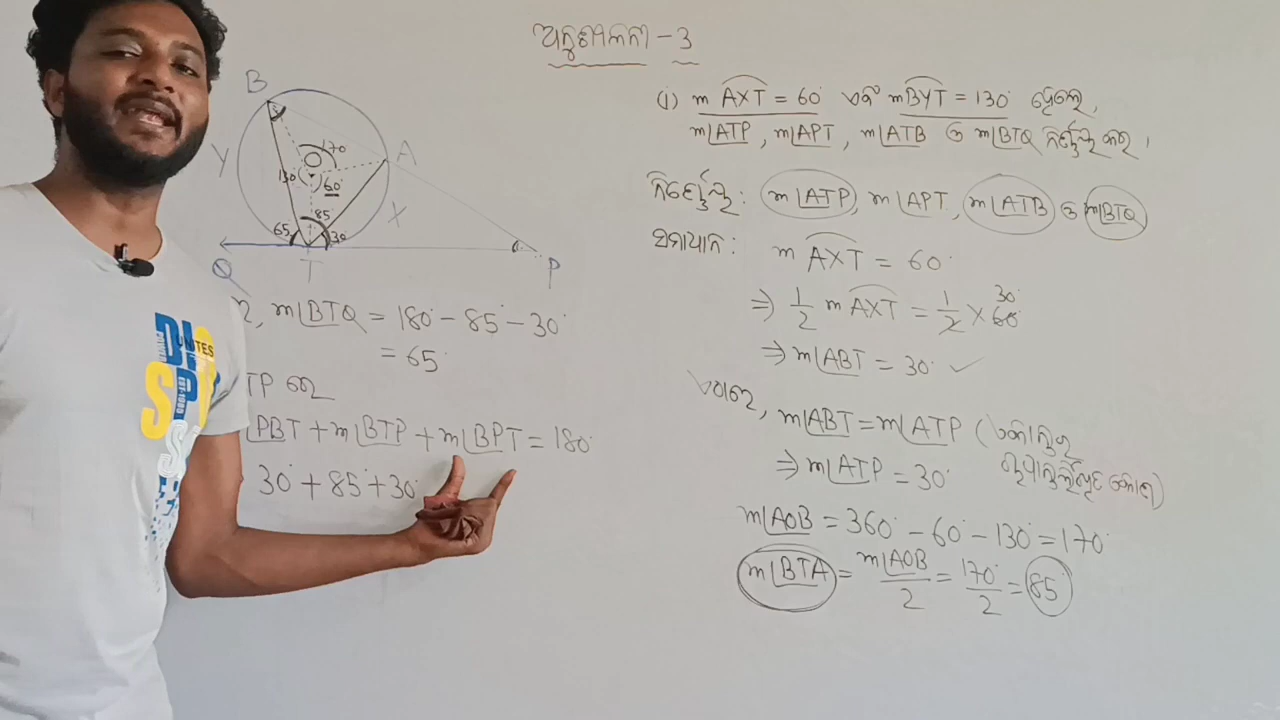 ଅନୁଶୀଳନୀ - 3
(1) m AXT = 60° ଏବଂ m BYT = 130° ହେଲେ,
m∠ATP, m∠APT, m∠ATB ଓ m∠BTQ ନିର୍ଣ୍ଣୟ କର ।
ନିର୍ଣ୍ଣେୟ : m∠ATP, m∠APT, m∠ATB ଓ m∠BTQ
ସମାଧାନ : m AXT = 60°
⇒ 1/2 m AXT = 1/2 × 60° 30
⇒ m∠ABT = 30° ✓
m∠ABT = m∠ATP (
⇒ m∠ATP = 30°
m∠AOB = 360° - 60° - 130° = 170°
m∠BTA = m∠AOB/2 = 170°/2 = 85°
B
Y
O
170
A
130
60°
X
65
85
30
Q
T
P
m∠BTQ = 180° - 85° - 30°
= 65°
TP ରେ
∠PBT + m∠BTP + m∠BPT = 180°
30° + 85° + 30°
UNITES